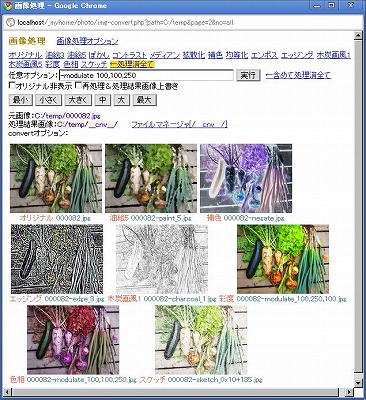 画像処理 - Google Chrome
localhost/_myhome/photo/img-convert.php?path=C:/temp&page=2&no=all
画像処理 画像処理オプション
オリジナル 油絵3 油絵5 ぼかし コントラスト メディアン 拡散化 補色 均等化 エンボス エッジング 木炭画風1
木炭画風5 彩度 色相 スケッチ ←処理済全て
任意オプション: -modulate 100,100,250 実行 ←含めて処理済全て
オリジナル非表示 再処理&処理結果画像上書き
最小 小さく 大きく 中 大 最大
元画像:C:/temp/000082.jpg
処理結果画像:C:/temp/__cnv__/ ファイルマネージャ[/__cnv__/]
convertオプション:
オリジナル 000082.jpg 油絵5 000082-paint_5.jpg 補色 000082-negate.jpg
エッジング 000082-edge_3.jpg 木炭画風1 000082-charcoal_1.jpg 彩度 000082-modulate_100,250,100.jpg
色相 000082-modulate_100,100,250.jpg スケッチ 000082-sketch_0x10+135.jpg